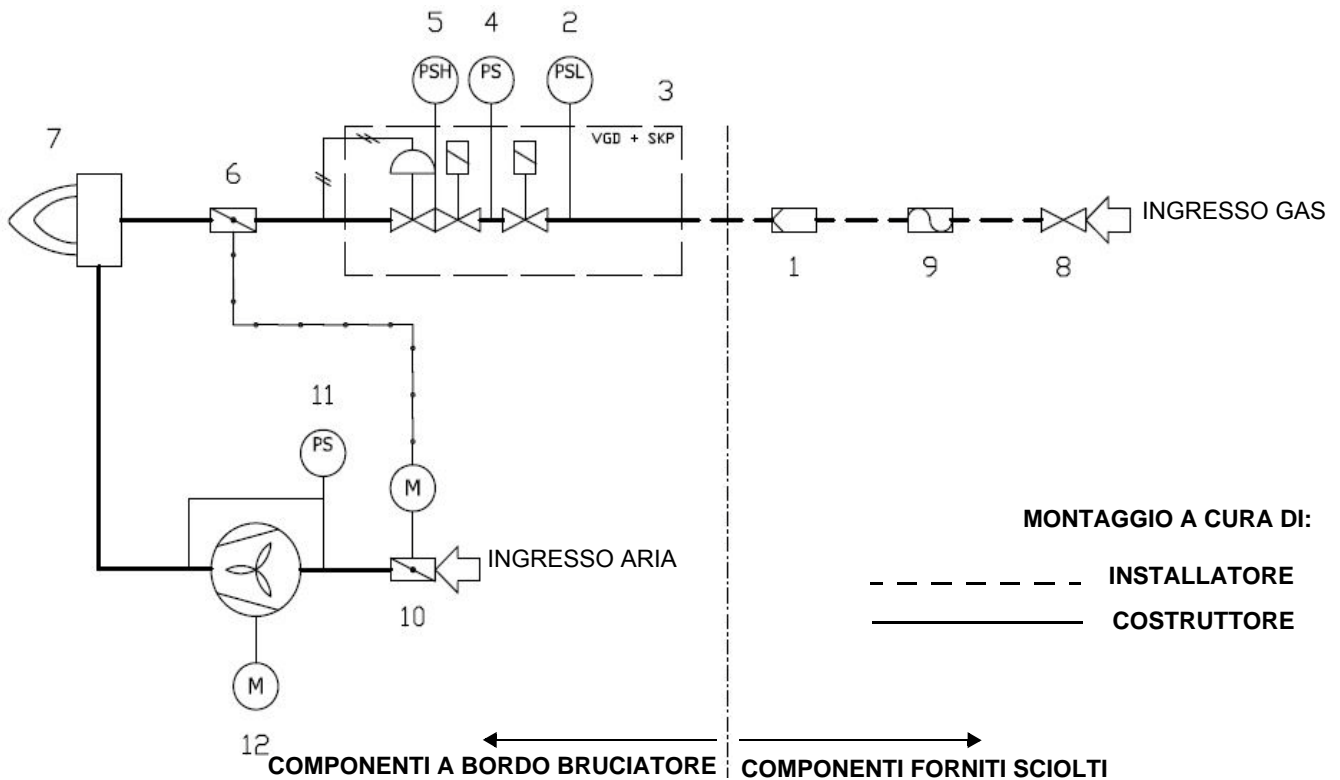 5 4 2
PSH PS PSL 3
7 VGD + SKP
6
INGRESSO GAS
1 9 8
11
PS
M
MONTAGGIO A CURA DI:
INGRESSO ARIA
INSTALLATORE
10
COSTRUTTORE
M
12
COMPONENTI A BORDO BRUCIATORE COMPONENTI FORNITI SCIOLTI